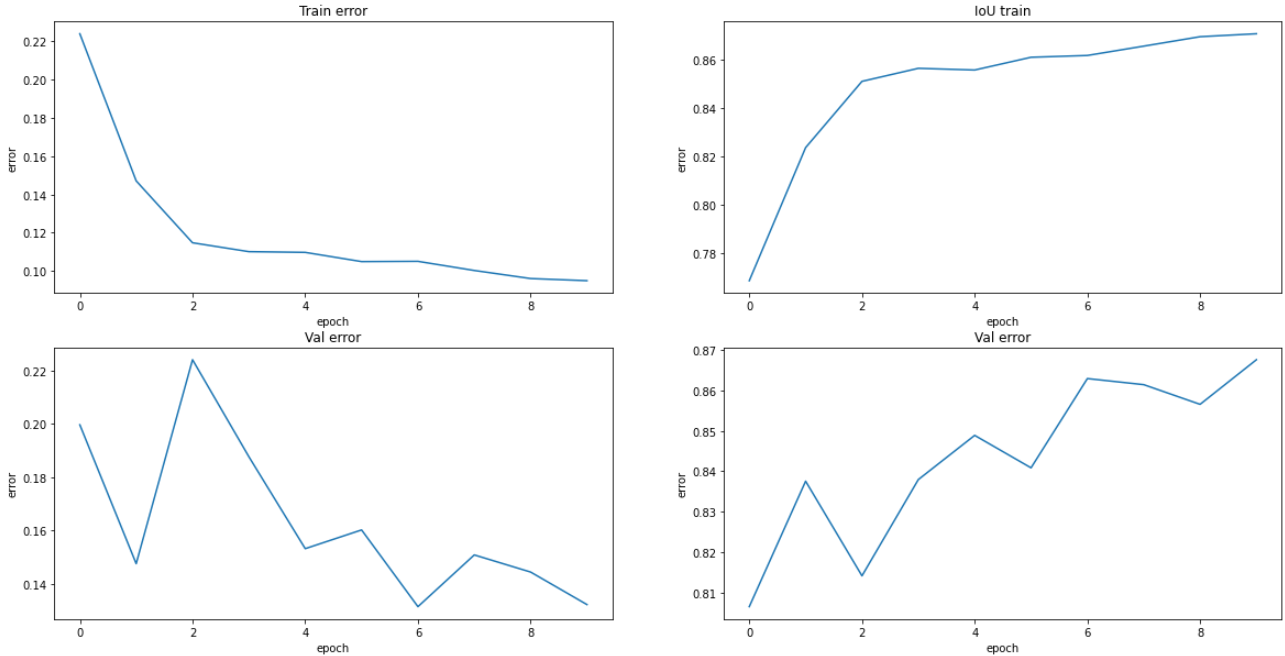 Train error
0.22
0.20
0.18
0.16
0.14
0.12
0.10
error
0 2 4 6 8
epoch
IoU train
0.86
0.84
0.82
0.80
0.78
error
0 2 4 6 8
epoch
Val error
0.22
0.20
0.18
0.16
0.14
error
0 2 4 6 8
epoch
Val error
0.87
0.86
0.85
0.84
0.83
0.82
0.81
error
0 2 4 6 8
epoch